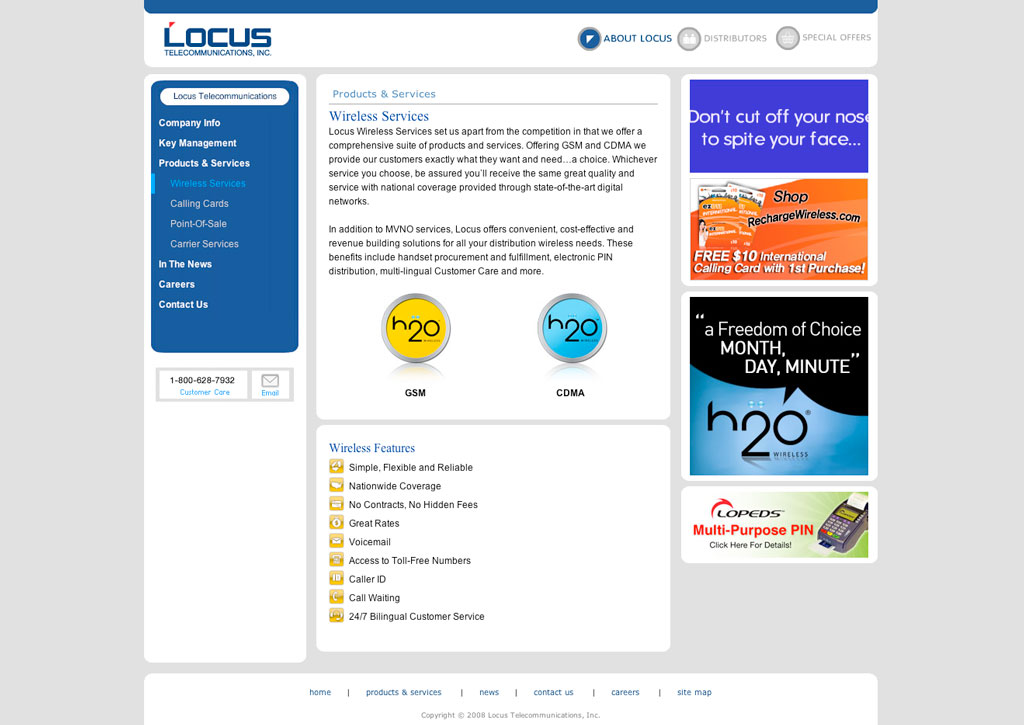 LOCUS
TELECOMMUNICATIONS, INC.
ABOUT LOCUS
DISTRIBUTORS
SPECIAL OFFERS
Locus Telecommunications
Company Info
Key Management
Products & Services
Wireless Services
Calling Cards
Point-Of-Sale
Carrier Services
In The News
Careers
Contact Us
1-800-628-7932
Customer Care
Email
Products & Services
Wireless Services
Locus Wireless Services set us apart from the competition in that we offer a
comprehensive suite of products and services. Offering GSM and CDMA we
provide our customers exactly what they want and need…a choice. Whichever
service you choose, be assured you`ll receive the same great quality and
service with national coverage provided through state-of-the-art digital
networks.
In addition to MVNO services, Locus offers convenient, cost-effective and
revenue building solutions for all your distribution wireless needs. These
benefits include handset procurement and fulfillment, electronic PIN
distribution, multi-lingual Customer Care and more.
h2o
WIRELESS
h2o
WIRELESS
GSM
CDMA
Wireless Features
Simple, Flexible and Reliable
Nationwide Coverage
No Contracts, No Hidden Fees
Great Rates
Voicemail
Access to Toll-Free Numbers
Caller ID
Call Waiting
24/7 Bilingual Customer Service
Don't cut off your nose
to spite your face...
Shop
RechargeWireless.com
FREE $10 International
Calling Card with 1st Purchase!
“a Freedom of Choice
MONTH,
DAY, MINUTE”
h2o®
WIRELESS
LOPEDS
Multi-Purpose PIN
Click Here For Details!
home | products & services | news | contact us | careers | site map
Copyright © 2008 Locus Telecommunications, Inc.